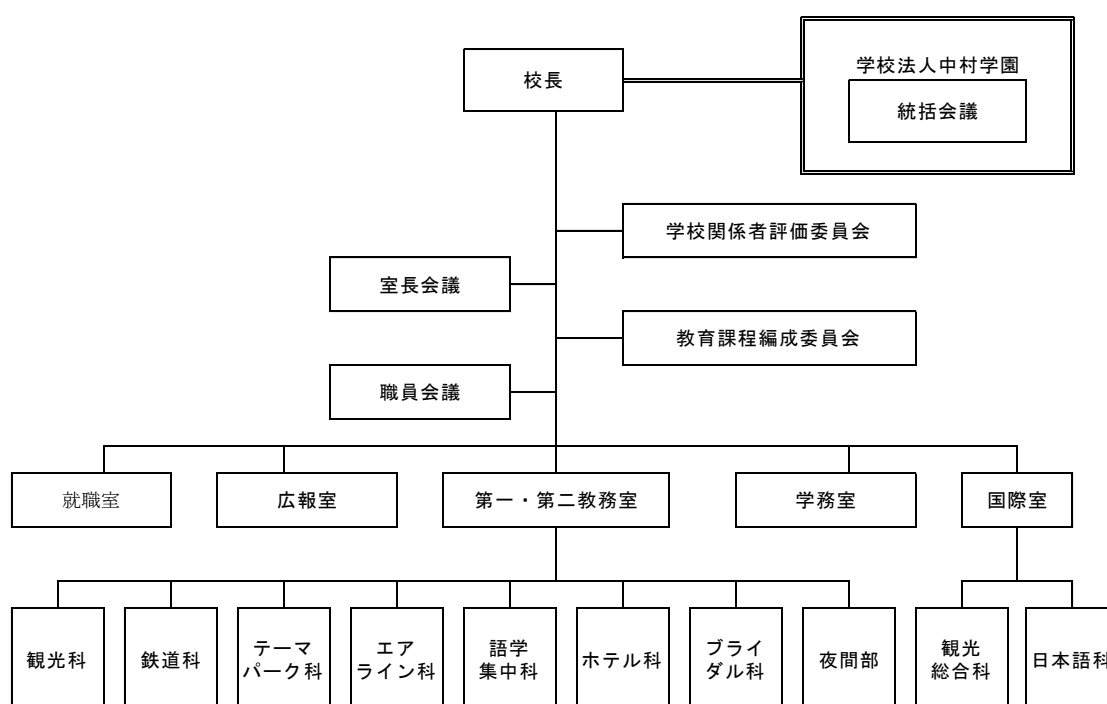 校長
学校法人中村学園
統括会議
学校関係者評価委員会
室長会議
教育課程編成委員会
職員会議
就職室
広報室
第一・第二教務室
学務室
国際室
観光科
鉄道科
テーマ
パーク科
エア
ライン科
語学
集中科
ホテル科
ブライ
ダル科
夜間部
観光
総合科
日本語科